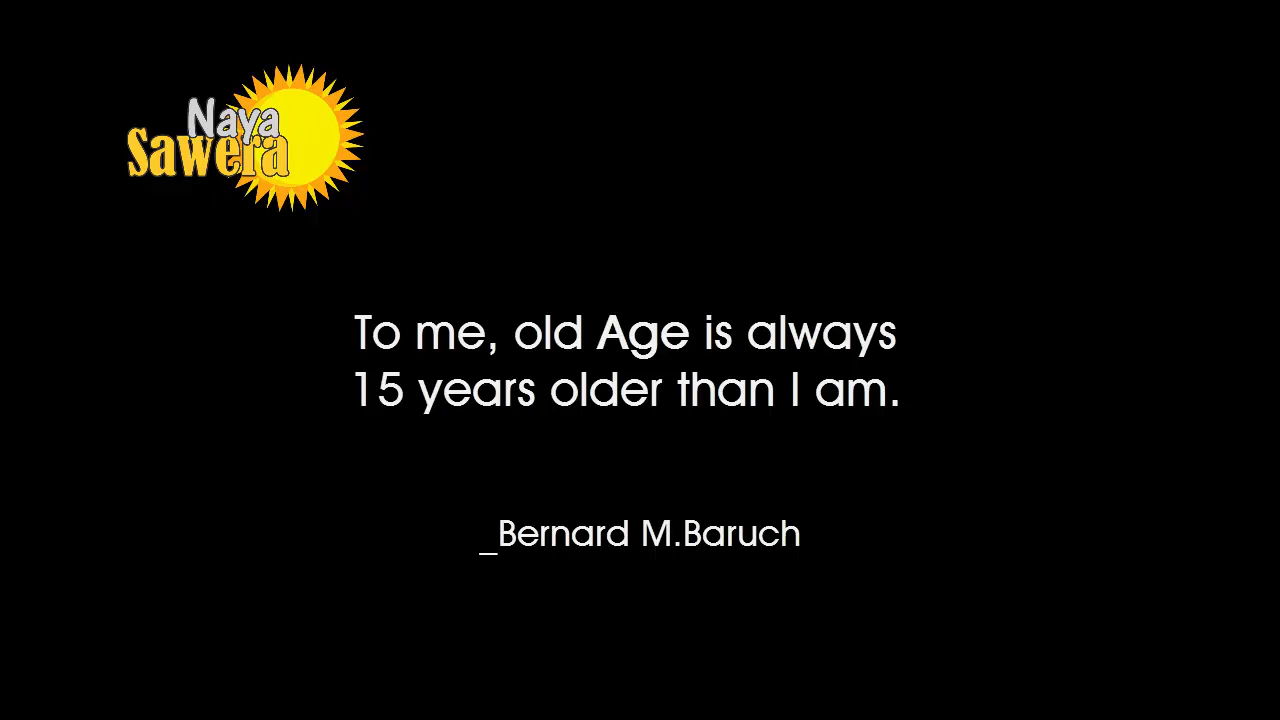 Naya
Sawera
To me, old Age is always
15 years older than I am.
_Bernard M.Baruch